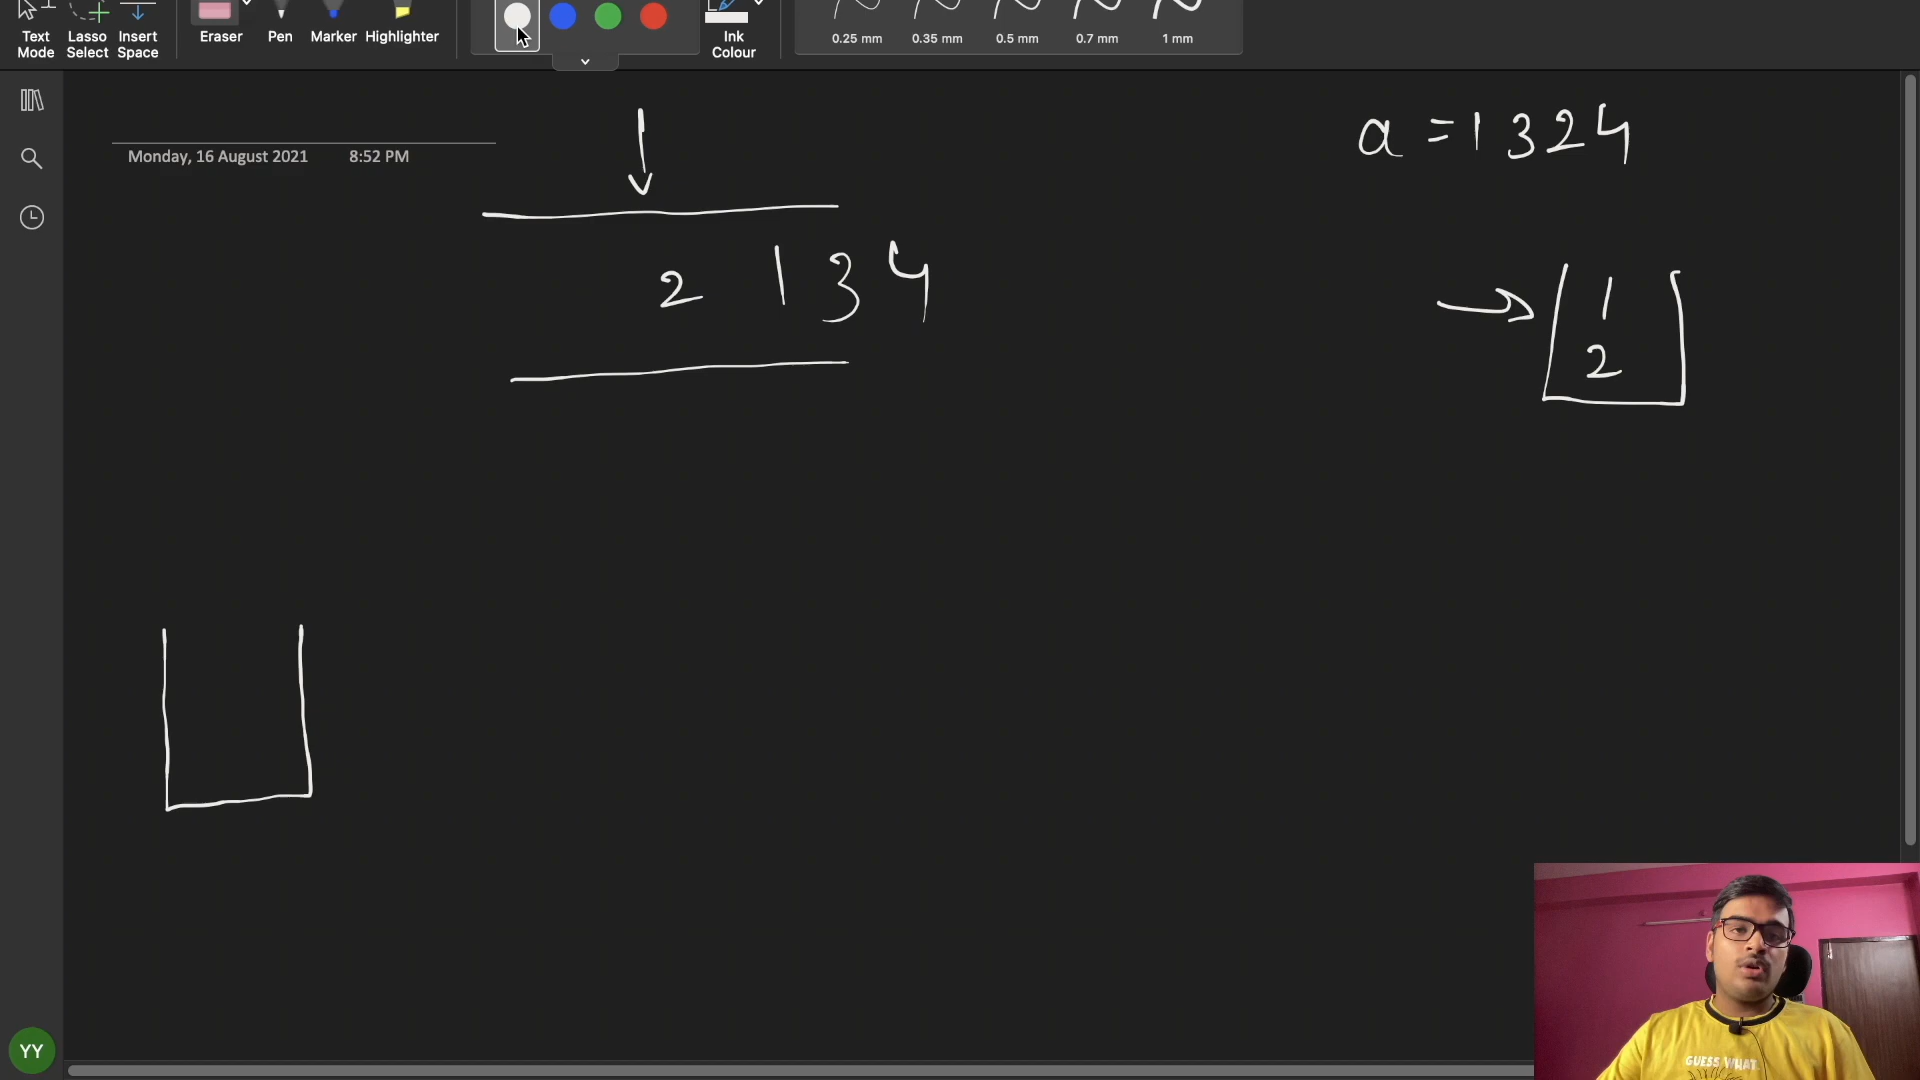 Text Mode
Lasso Select
Insert Space
Eraser
Pen
Marker
Highlighter
Ink Colour
0.25 mm
0.35 mm
0.5 mm
0.7 mm
1 mm
Monday, 16 August 2021 8:52 PM
a = 1 3 2 4
2 1 3 4
1
2
YY
GUESS WHAT